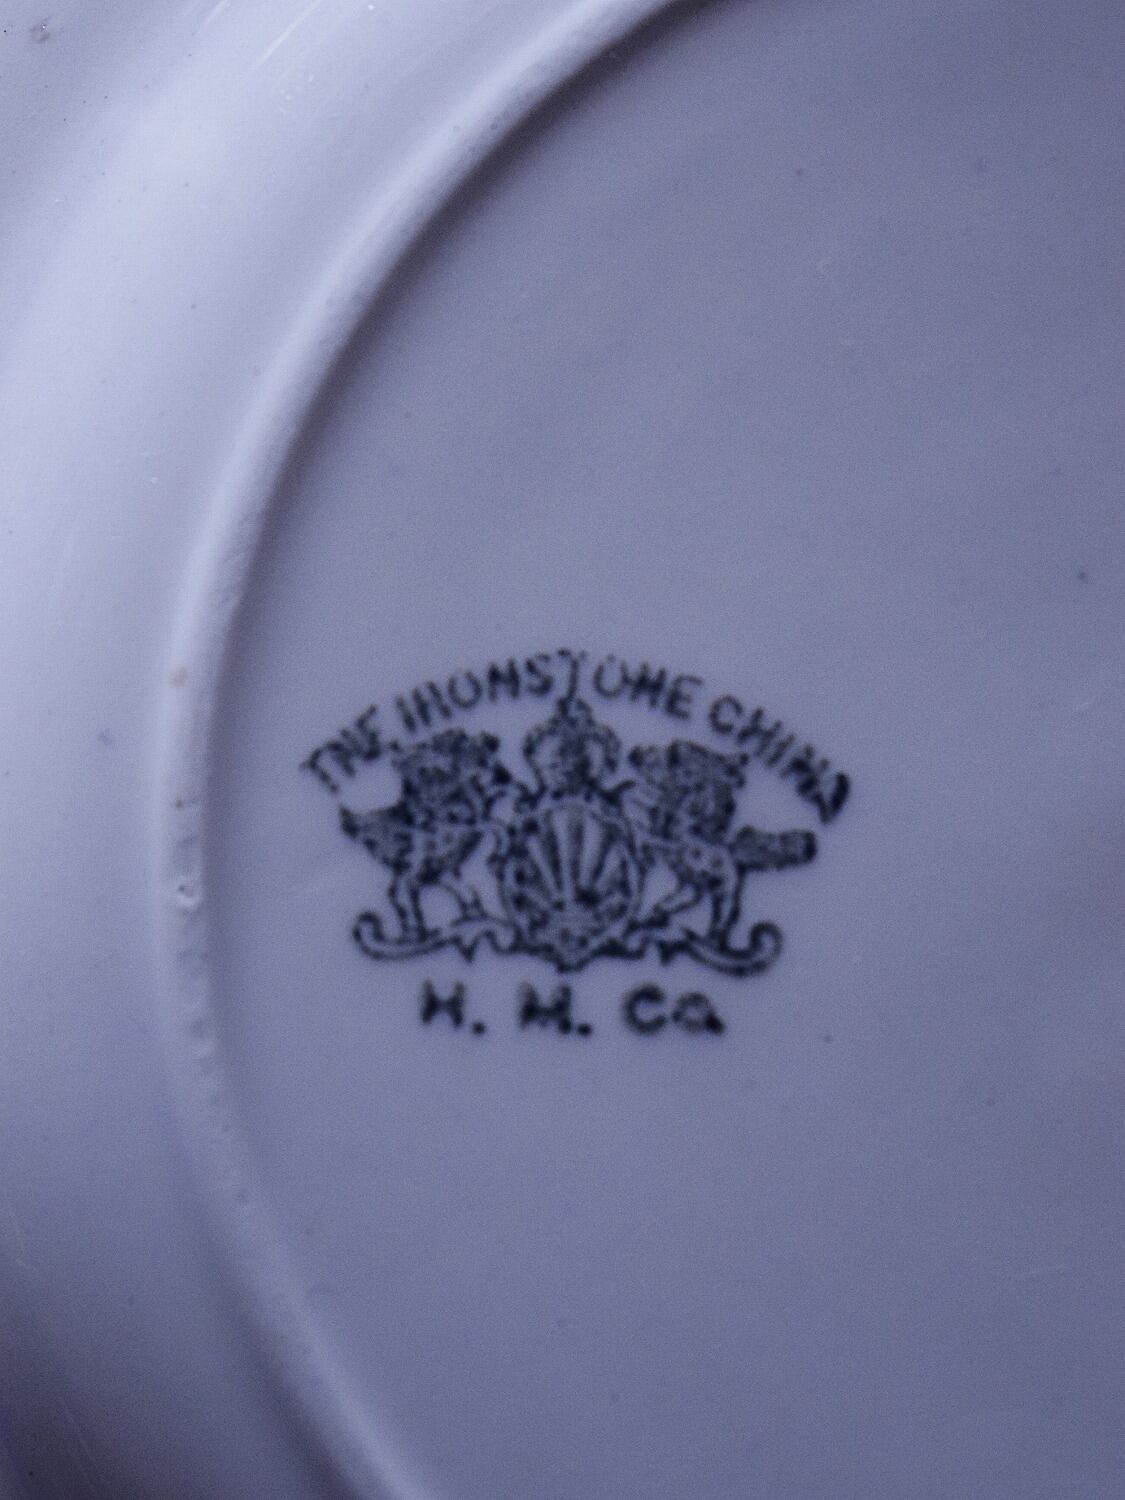 THE IRONSTONE CHINA
H. M. Co.